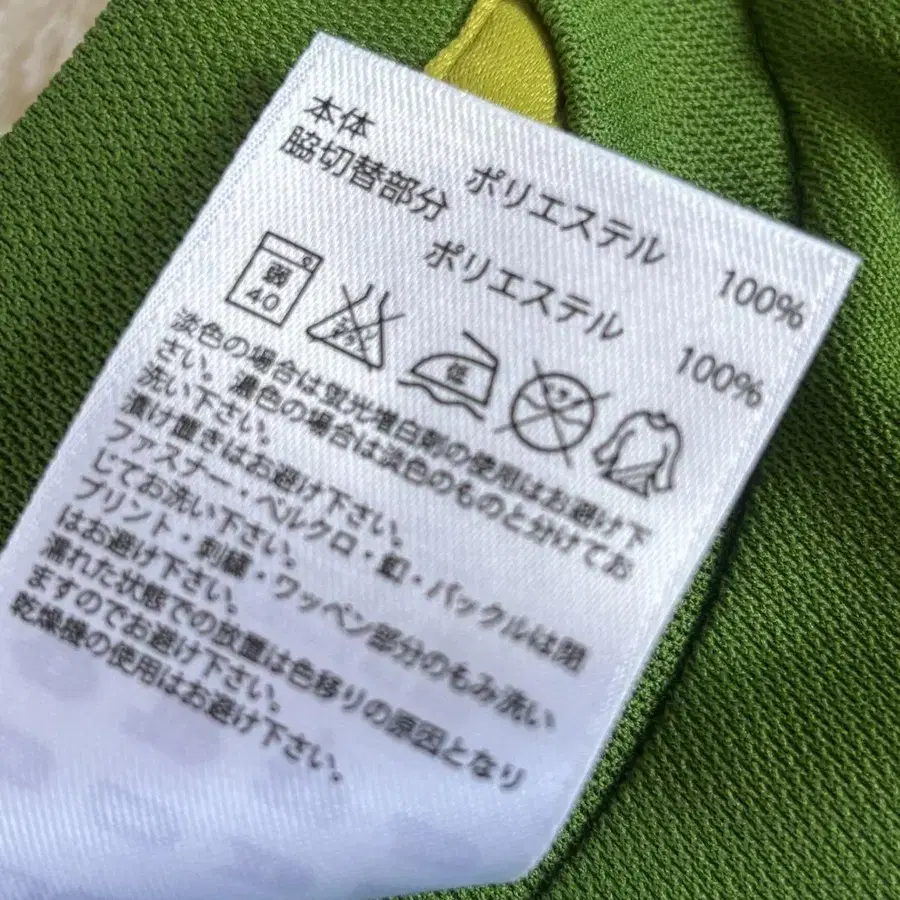 本体 ポリエステル 100%
脇切替部分 ポリエステル 100%
弱
40
低
淡色の場合は蛍光増白剤の使用はお避け下
さい。濃色の場合は淡色のものと分けてお
洗い下さい。
漬け置きはお避け下さい。
ファスナー・ベルクロ・釦・バックルは閉
じてお洗い下さい。
プリント・刺繍・ワッペン部分のもみ洗い
はお避け下さい。
濡れた状態での放置は色移りの原因となり
ますのでお避け下さい。
乾燥機の使用はお避け下さい。